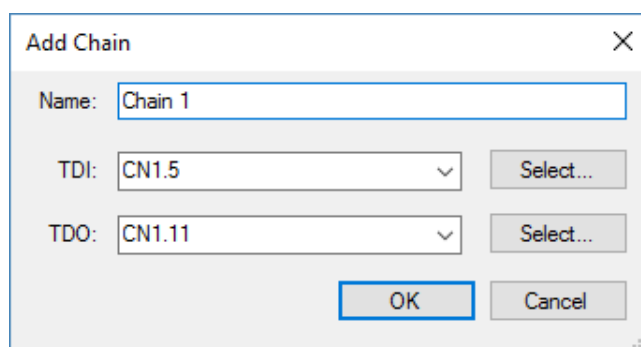 Add Chain
Name: Chain 1
TDI: CN1.5 Select...
TDO: CN1.11 Select...
OK Cancel